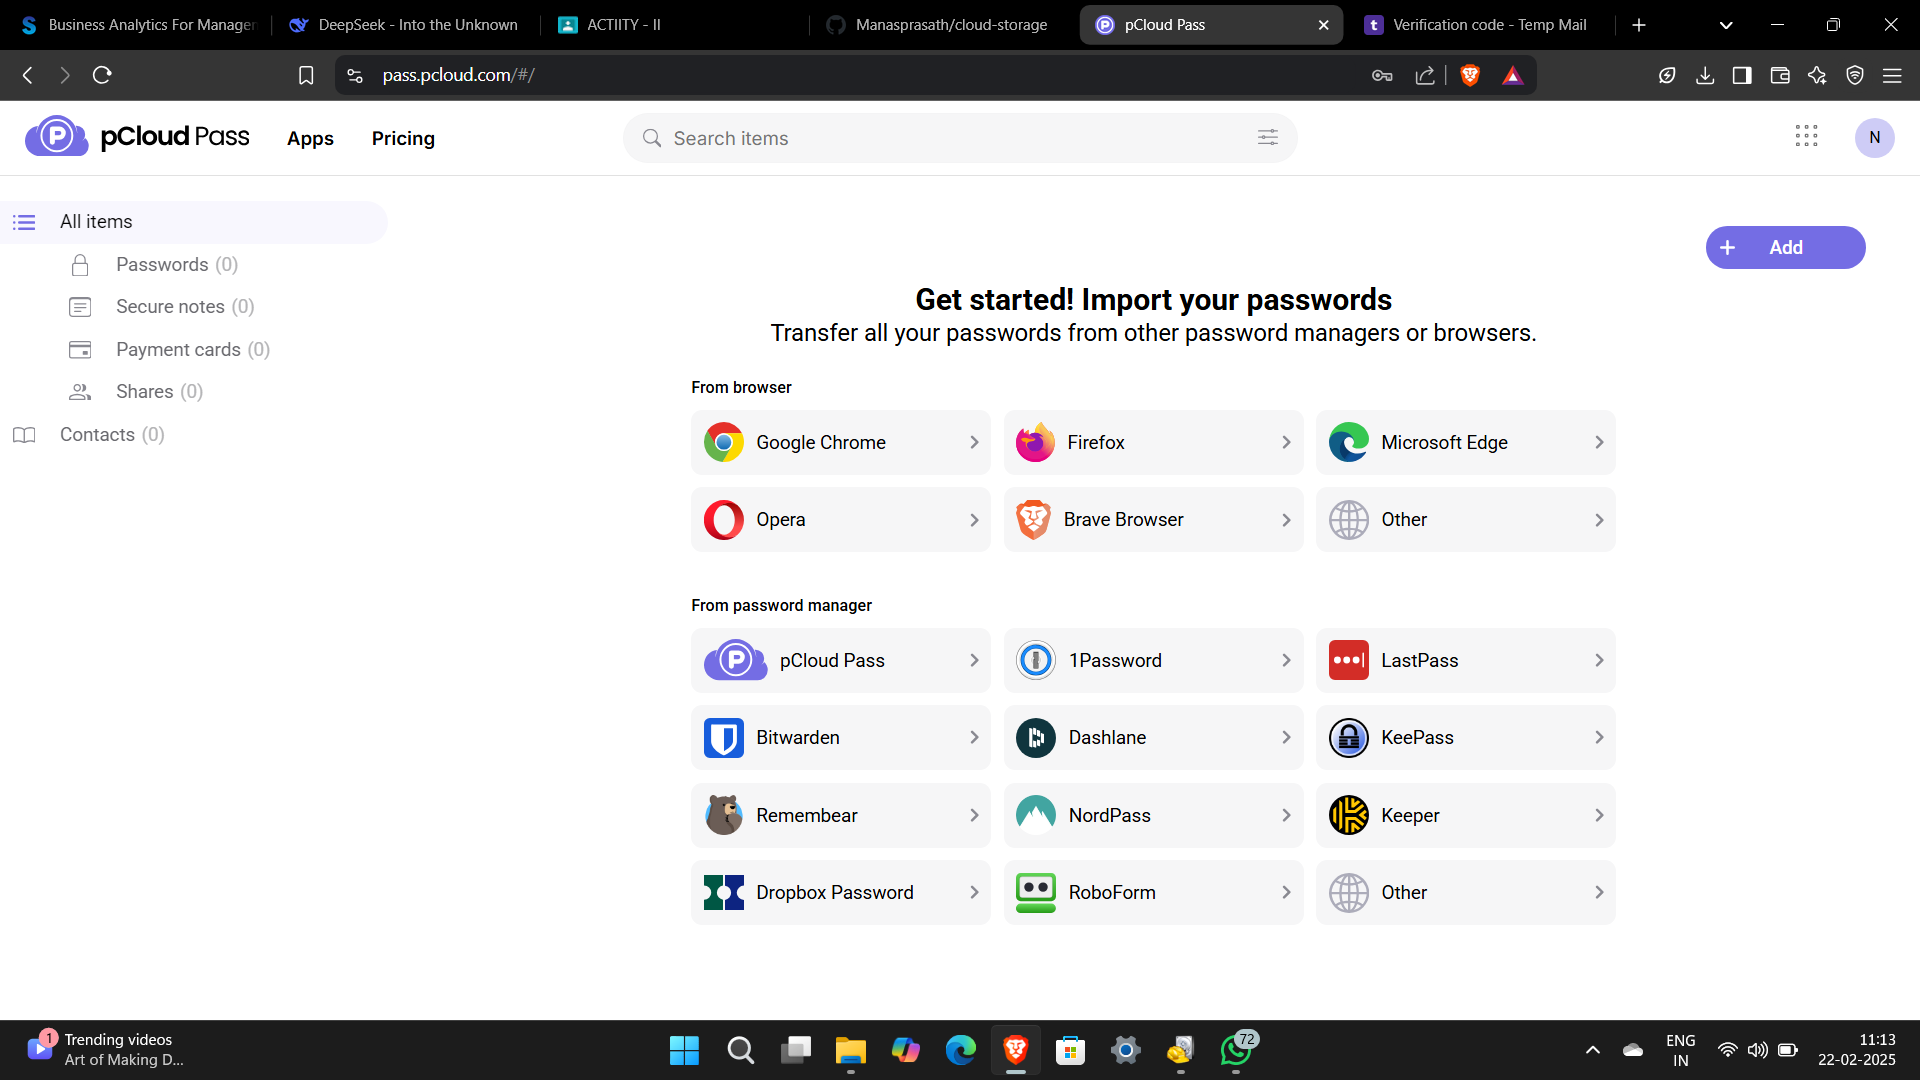 Business Analytics For Manager
DeepSeek - Into the Unknown
ACTIITY - II
Manasprasath/cloud-storage
pCloud Pass
Verification code - Temp Mail
pass.pcloud.com/#/
pCloud Pass
Apps
Pricing
Search items
N
All items
Passwords (0)
Secure notes (0)
Payment cards (0)
Shares (0)
Contacts (0)
+ Add
Get started! Import your passwords
Transfer all your passwords from other password managers or browsers.
From browser
Google Chrome
Firefox
Microsoft Edge
Opera
Brave Browser
Other
From password manager
pCloud Pass
1Password
LastPass
Bitwarden
Dashlane
KeePass
Remembear
NordPass
Keeper
Dropbox Password
RoboForm
Other
1
Trending videos
Art of Making D...
72
ENG
IN
11:13
22-02-2025